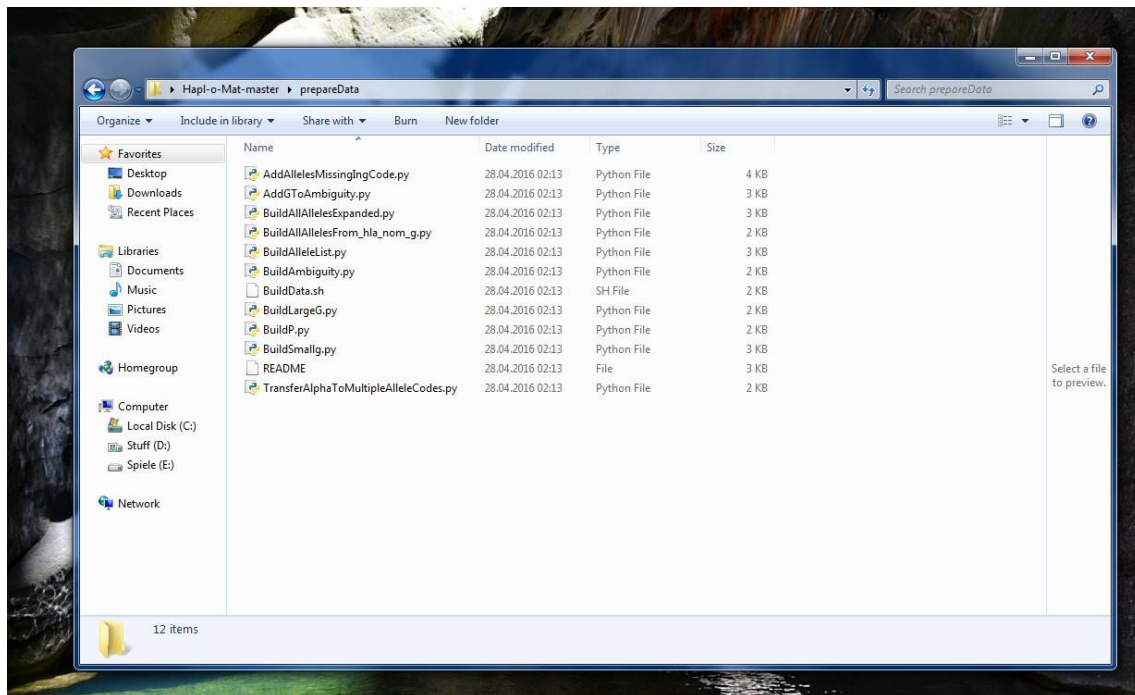 Hapl-o-Mat-master prepareData
Search prepareData
Organize Include in library Share with Burn New folder
Favorites
Desktop
Downloads
Recent Places
Libraries
Documents
Music
Pictures
Videos
Homegroup
Computer
Local Disk (C:)
Stuff (D:)
Spiele (E:)
Network
Name Date modified Type Size
AddAllelesMissingIngCode.py 28.04.2016 02:13 Python File 4 KB
AddGToAmbiguity.py 28.04.2016 02:13 Python File 3 KB
BuildAllAllelesExpanded.py 28.04.2016 02:13 Python File 3 KB
BuildAllAllelesFrom_hla_nom_g.py 28.04.2016 02:13 Python File 2 KB
BuildAlleleList.py 28.04.2016 02:13 Python File 3 KB
BuildAmbiguity.py 28.04.2016 02:13 Python File 2 KB
BuildData.sh 28.04.2016 02:13 SH File 2 KB
BuildLargeG.py 28.04.2016 02:13 Python File 2 KB
BuildP.py 28.04.2016 02:13 Python File 2 KB
BuildSmallg.py 28.04.2016 02:13 Python File 3 KB
README 28.04.2016 02:13 File 3 KB
TransferAlphaToMultipleAlleleCodes.py 28.04.2016 02:13 Python File 2 KB
Select a file
to preview.
12 items